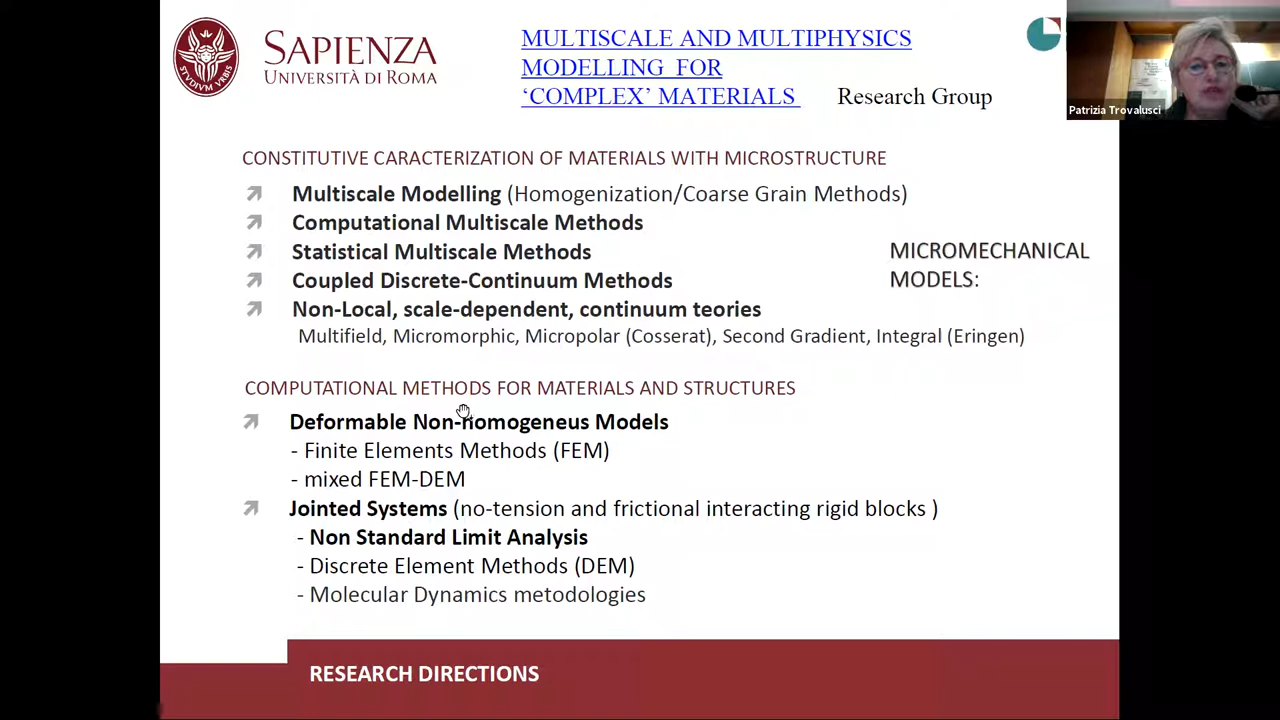 SAPIENZA
UNIVERSITÀ DI ROMA
STVDIVM VRBIS
MULTISCALE AND MULTIPHYSICS
MODELLING FOR
‘COMPLEX’ MATERIALS Research Group
Patrizia Trovalusci
CONSTITUTIVE CARACTERIZATION OF MATERIALS WITH MICROSTRUCTURE
Multiscale Modelling (Homogenization/Coarse Grain Methods)
Computational Multiscale Methods
Statistical Multiscale Methods
Coupled Discrete-Continuum Methods
MICROMECHANICAL
MODELS:
Non-Local, scale-dependent, continuum teories
Multifield, Micromorphic, Micropolar (Cosserat), Second Gradient, Integral (Eringen)
COMPUTATIONAL METHODS FOR MATERIALS AND STRUCTURES
Deformable Non-homogeneus Models
- Finite Elements Methods (FEM)
- mixed FEM-DEM
Jointed Systems (no-tension and frictional interacting rigid blocks )
- Non Standard Limit Analysis
- Discrete Element Methods (DEM)
- Molecular Dynamics metodologies
RESEARCH DIRECTIONS